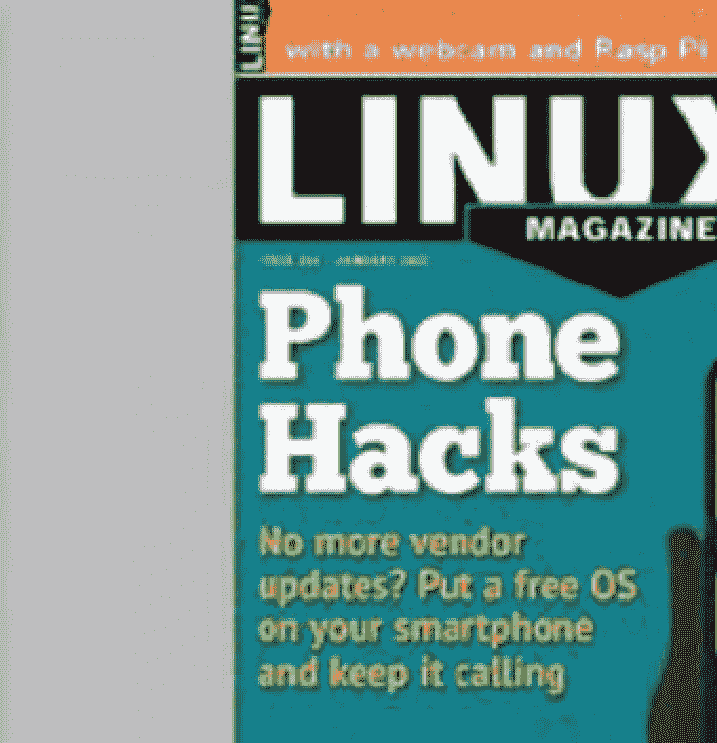 LINU
with a webcam and Rasp Pi
LINUX
MAGAZINE
Phone
Hacks
No more vendor
updates? Put a free OS
on your smartphone
and keep it calling